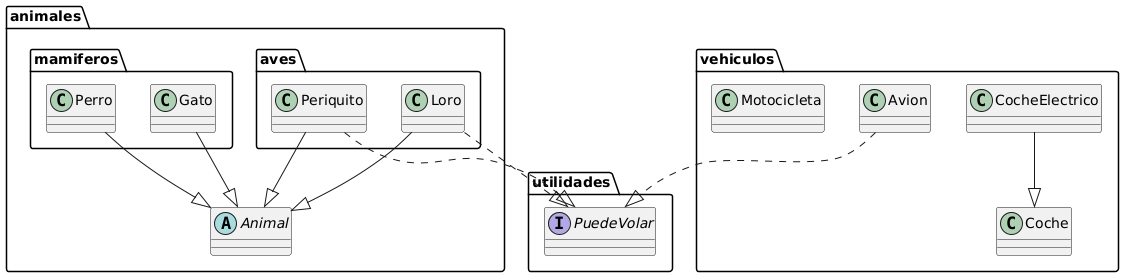 animales
mamiferos
aves
vehiculos
C Perro
C Gato
C Periquito
C Loro
C Motocicleta
C Avion
C CocheElectrico
utilidades
A Animal
I PuedeVolar
C Coche